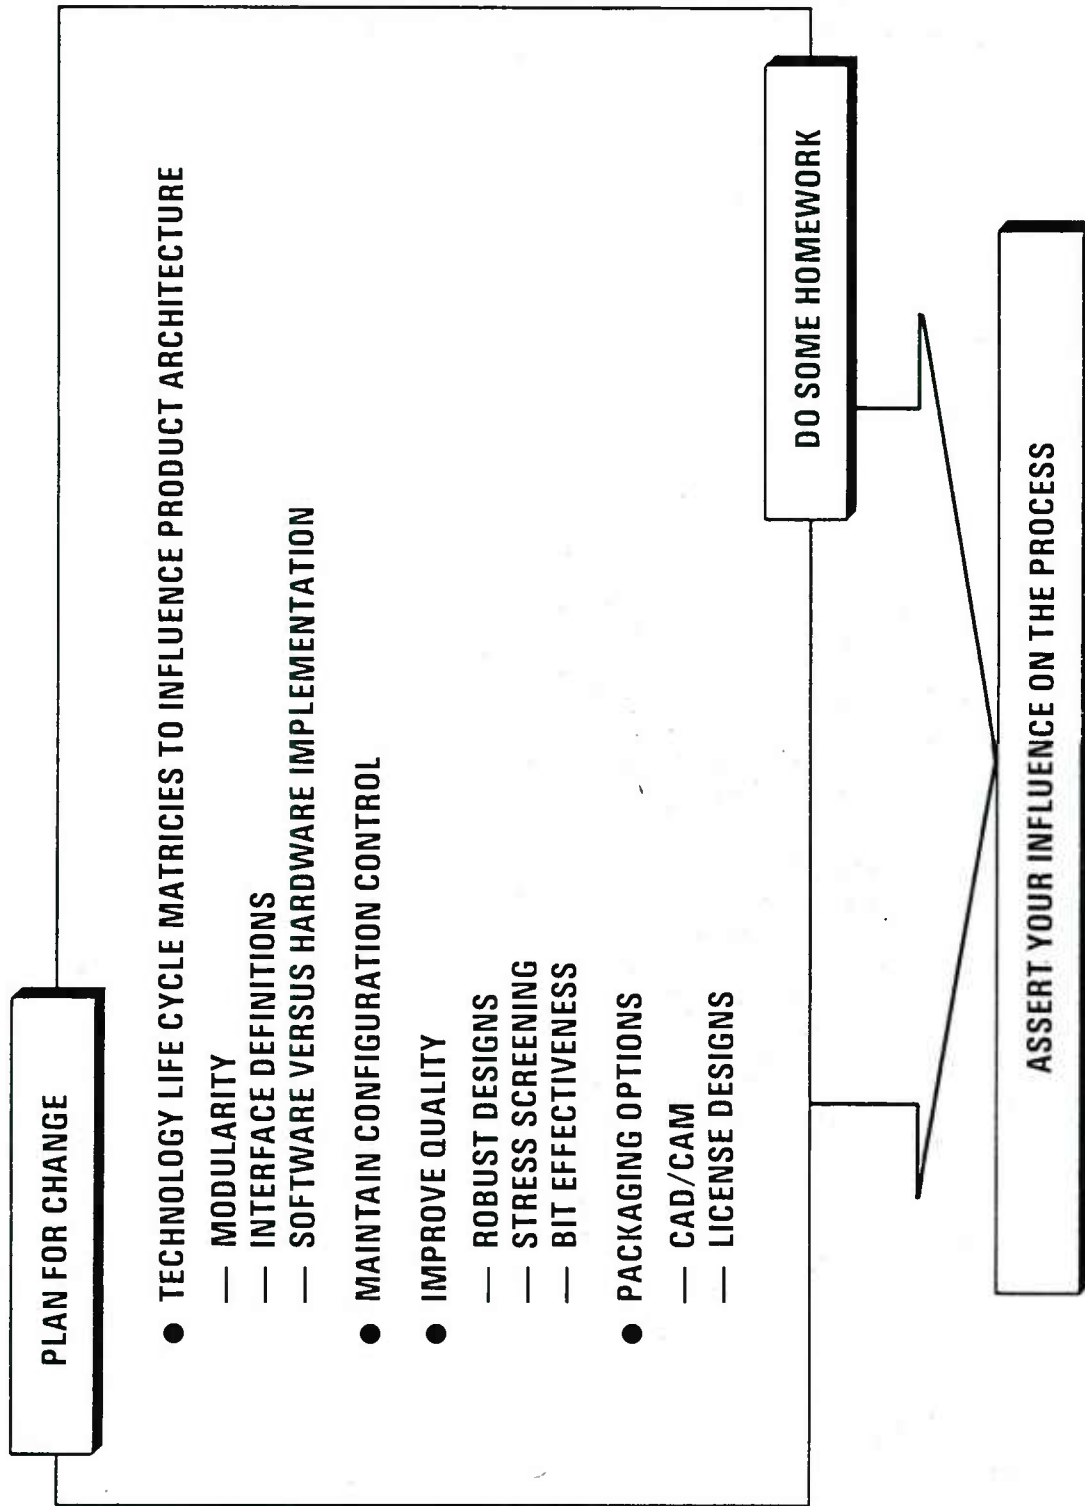 PLAN FOR CHANGE
● TECHNOLOGY LIFE CYCLE MATRICIES TO INFLUENCE PRODUCT ARCHITECTURE
— MODULARITY
— INTERFACE DEFINITIONS
— SOFTWARE VERSUS HARDWARE IMPLEMENTATION
● MAINTAIN CONFIGURATION CONTROL
● IMPROVE QUALITY
— ROBUST DESIGNS
— STRESS SCREENING
— BIT EFFECTIVENESS
● PACKAGING OPTIONS
— CAD/CAM
— LICENSE DESIGNS
DO SOME HOMEWORK
ASSERT YOUR INFLUENCE ON THE PROCESS